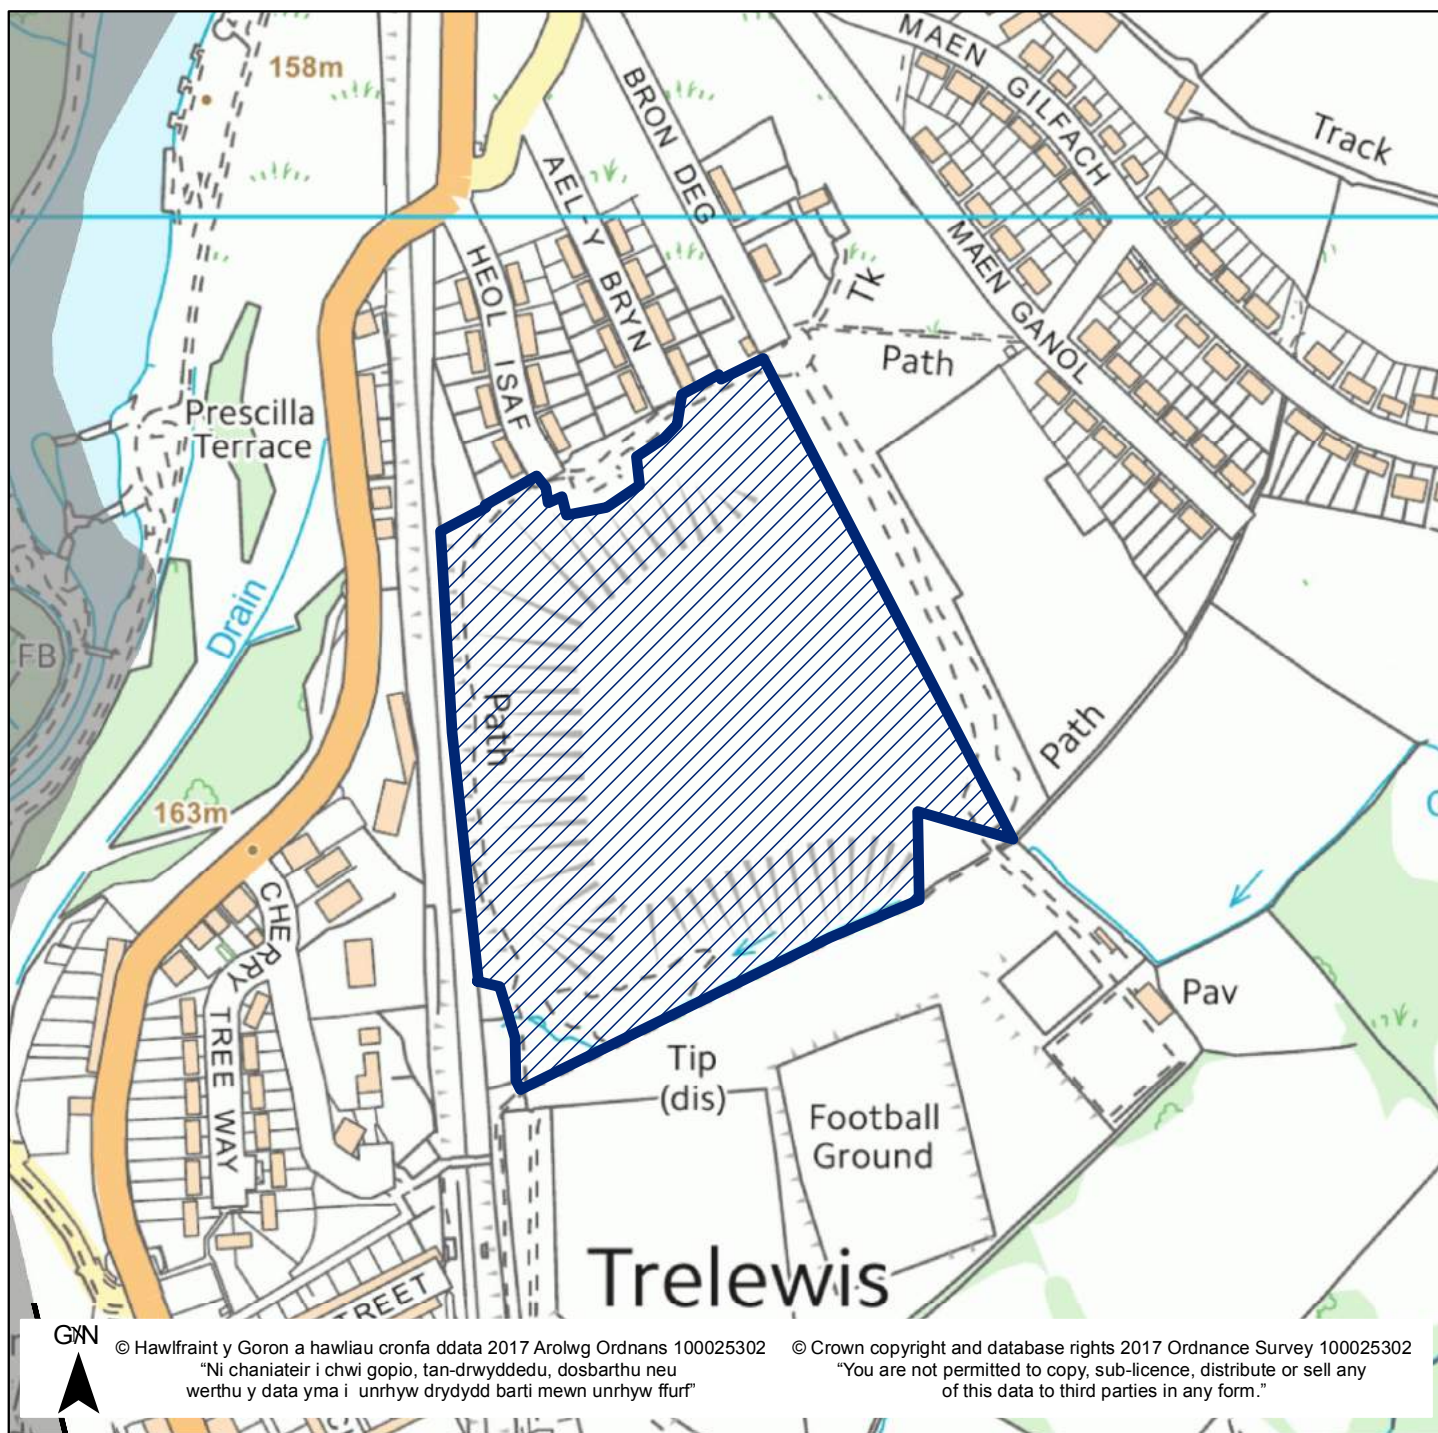 158m
MAEN GILFACH
Track
BRON DEG
AEL-Y BRYN
HEOL ISAF
MAEN GANOL
Tk
Path
Prescilla
Terrace
Drain
FB
Path
Path
163m
CHERRY TREE WAY
Pav
Tip
(dis)
Football
Ground
Trelewis
TREET
G/N
© Hawlfraint y Goron a hawliau cronfa ddata 2017 Arolwg Ordnans 100025302
“Ni chaniateir i chwi gopio, tan-drwyddedu, dosbarthu neu
werthu y data yma i unrhyw drydydd barti mewn unrhyw ffurf”
© Crown copyright and database rights 2017 Ordnance Survey 100025302
“You are not permitted to copy, sub-licence, distribute or sell any
of this data to third parties in any form.”